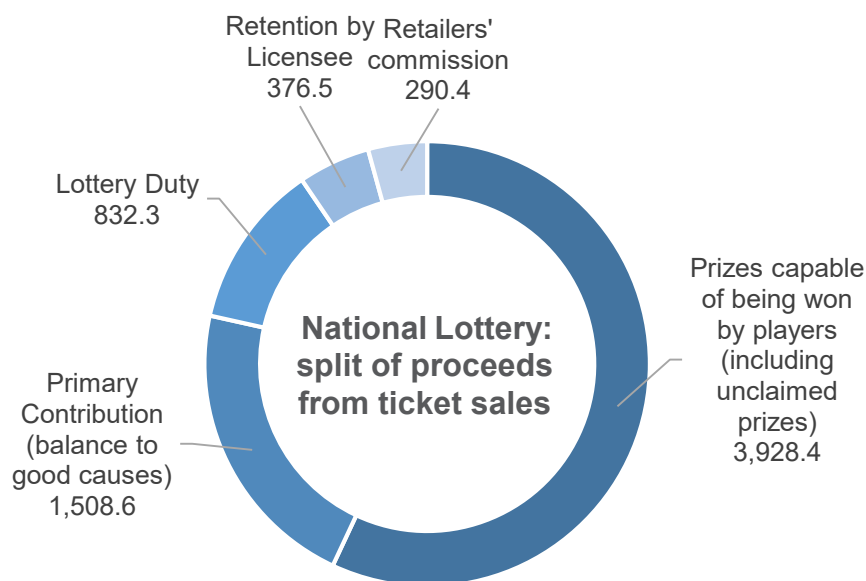 Retention by
Licensee
376.5
Retailers'
commission
290.4
Lottery Duty
832.3
Prizes capable
of being won
by players
(including
unclaimed
prizes)
3,928.4
National Lottery:
split of proceeds
from ticket sales
Primary
Contribution
(balance to
good causes)
1,508.6